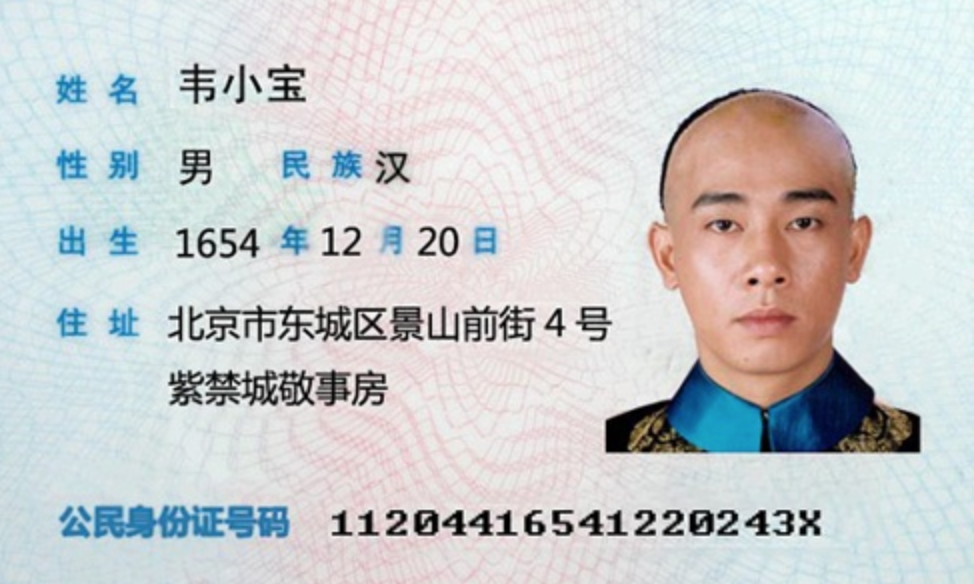 姓名 韦小宝
性别 男 民族 汉
出生 1654 年 12 月 20 日
住址 北京市东城区景山前街 4 号
紫禁城敬事房
公民身份证号码 11204416541220243X